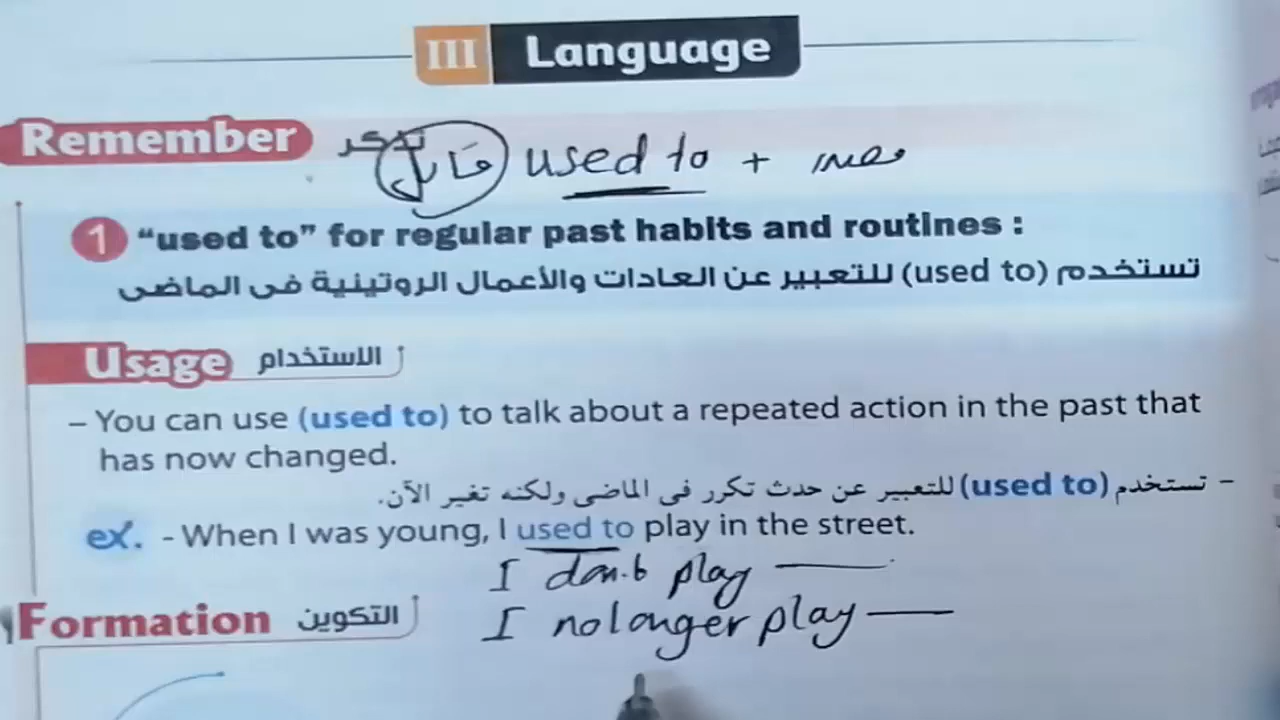 III Language
Remember تذكر
used to + مصدر
1 "used to" for regular past habits and routines :
تستخدم (used to) للتعبير عن العادات والأعمال الروتينية فى الماضى
Usage الاستخدام
– You can use (used to) to talk about a repeated action in the past that
has now changed.
– تستخدم (used to) للتعبير عن حدث تكرر فى الماضى ولكنه تغير الآن.
ex. - When I was young, I used to play in the street.
I don't play
I no longer play
Formation التكوين